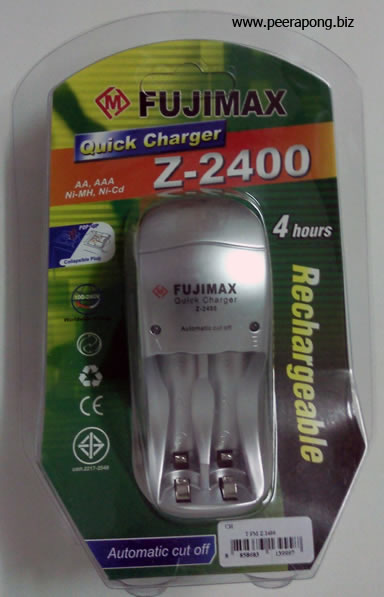 www.peerapong.biz
FUJIMAX
Quick Charger
Z-2400
AA, AAA
Ni-MH, Ni-Cd
4 hours
Collapsible Plug
FUJIMAX
Quick Charger
Z-2400
Automatic cut off
Rechargeable
CE
Automatic cut off